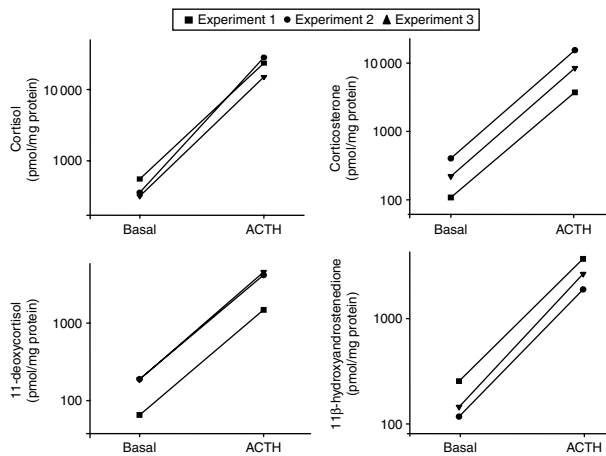 Experiment 1 Experiment 2 Experiment 3
Cortisol
(pmol/mg protein)
10 000
1000
Basal ACTH
Corticosterone
(pmol/mg protein)
10 000
1000
100
Basal ACTH
11-deoxycortisol
(pmol/mg protein)
1000
100
Basal ACTH
11β-hydroxyandrostenedione
(pmol/mg protein)
1000
100
Basal ACTH